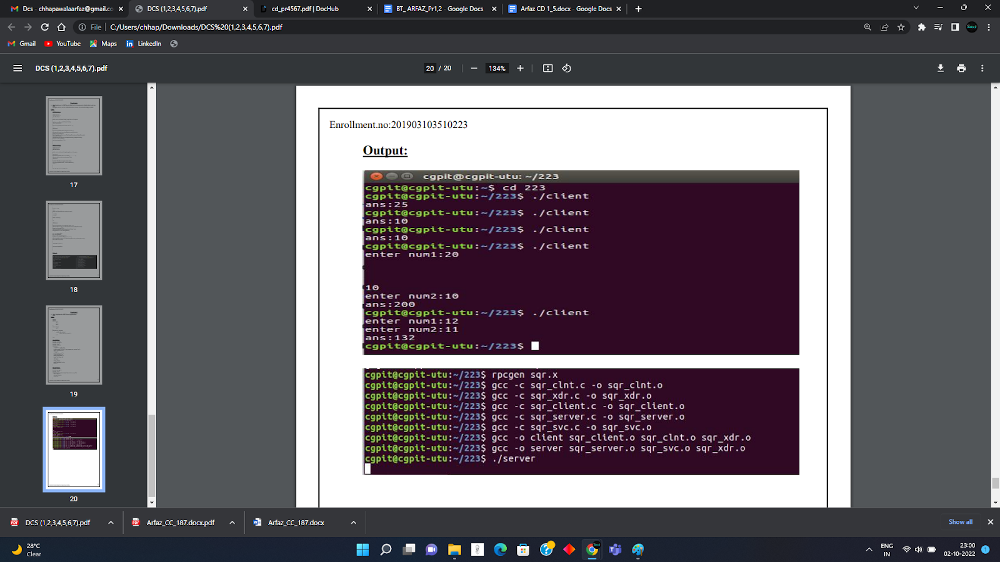 Dcs - chhapawalaarfaz@gmail.co
DCS (1,2,3,4,5,6,7).pdf
cd_pr4567.pdf | DocHub
BT_ ARFAZ_Pr1,2 - Google Docs
Arfaz CD 1_5.docx - Google Docs
File
C:/Users/chhap/Downloads/DCS%20(1,2,3,4,5,6,7).pdf
Gmail
YouTube
Maps
LinkedIn
DCS (1,2,3,4,5,6,7).pdf
20 / 20
134%
17
18
19
20
Enrollment.no:201903103510223
Output:
cgpit@cgpit-utu: ~/223
cgpit@cgpit-utu:~$ cd 223
cgpit@cgpit-utu:~/223$ ./client
ans:25
cgpit@cgpit-utu:~/223$ ./client
ans:10
cgpit@cgpit-utu:~/223$ ./client
ans:10
cgpit@cgpit-utu:~/223$ ./client
enter num1:20
10
enter num2:10
ans:200
cgpit@cgpit-utu:~/223$ ./client
enter num1:12
enter num2:11
ans:132
cgpit@cgpit-utu:~/223$
cgpit@cgpit-utu:~/223$ rpcgen sqr.x
cgpit@cgpit-utu:~/223$ gcc -c sqr_clnt.c -o sqr_clnt.o
cgpit@cgpit-utu:~/223$ gcc -c sqr_xdr.c -o sqr_xdr.o
cgpit@cgpit-utu:~/223$ gcc -c sqr_client.c -o sqr_client.o
cgpit@cgpit-utu:~/223$ gcc -c sqr_server.c -o sqr_server.o
cgpit@cgpit-utu:~/223$ gcc -c sqr_svc.c -o sqr_svc.o
cgpit@cgpit-utu:~/223$ gcc -o client sqr_client.o sqr_clnt.o sqr_xdr.o
cgpit@cgpit-utu:~/223$ gcc -o server sqr_server.o sqr_svc.o sqr_xdr.o
cgpit@cgpit-utu:~/223$ ./server
DCS (1,2,3,4,5,6,7).pdf
Arfaz_CC_187.docx.pdf
Arfaz_CC_187.docx
Show all
28°C
Clear
ENG
IN
23:00
02-10-2022
1